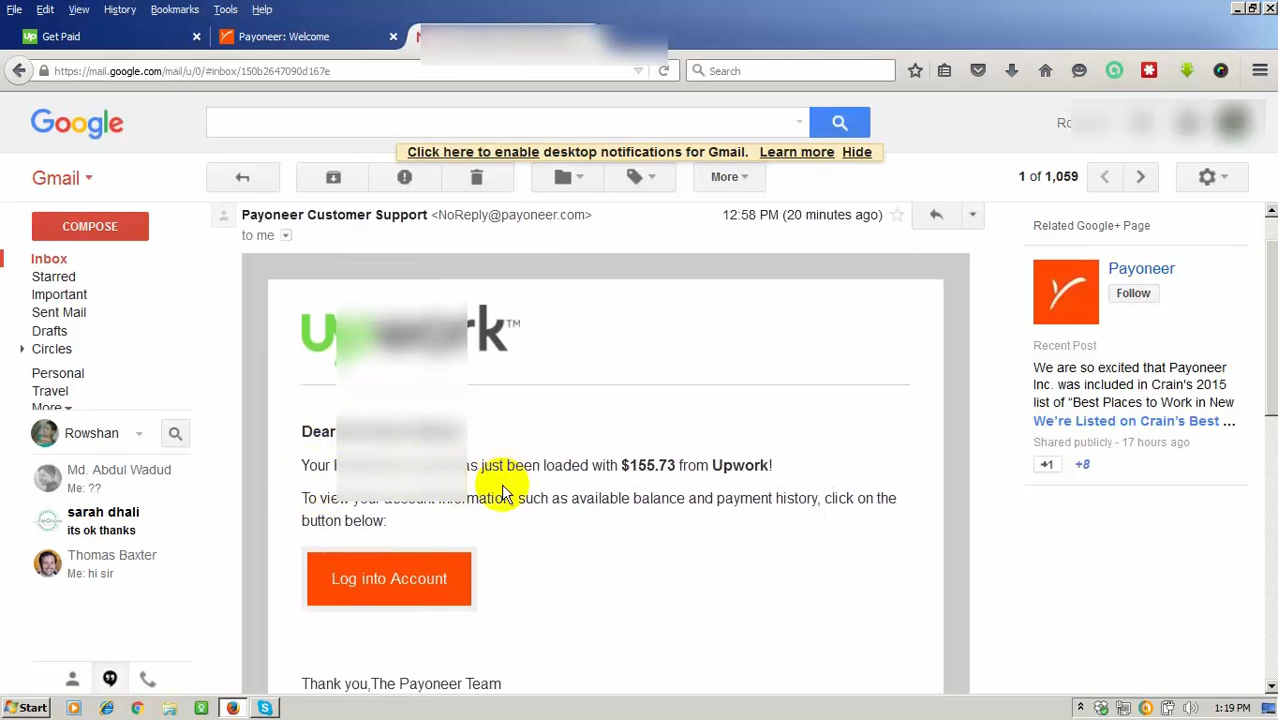 File Edit View History Bookmarks Tools Help
Get Paid Payoneer: Welcome
https://mail.google.com/mail/u/0/#inbox/150b2647090d167e Search
Google
Click here to enable desktop notifications for Gmail. Learn more Hide
Gmail More 1 of 1,059
COMPOSE
Inbox
Starred
Important
Sent Mail
Drafts
Circles
Personal
Travel
More
Rowshan
Md. Abdul Wadud
Me: ??
sarah dhali
its ok thanks
Thomas Baxter
Me: hi sir
Payoneer Customer Support <NoReply@payoneer.com> 12:58 PM (20 minutes ago)
to me
upwork™
Dear
Your just been loaded with $155.73 from Upwork!
To view your account information such as available balance and payment history, click on the
button below:
Log into Account
Thank you,The Payoneer Team
Related Google+ Page
Payoneer
Follow
Recent Post
We are so excited that Payoneer
Inc. was included in Crain's 2015
list of “Best Places to Work in New
We’re Listed on Crain’s Best ...
Shared publicly - 17 hours ago
+1 +8
Start 1:19 PM